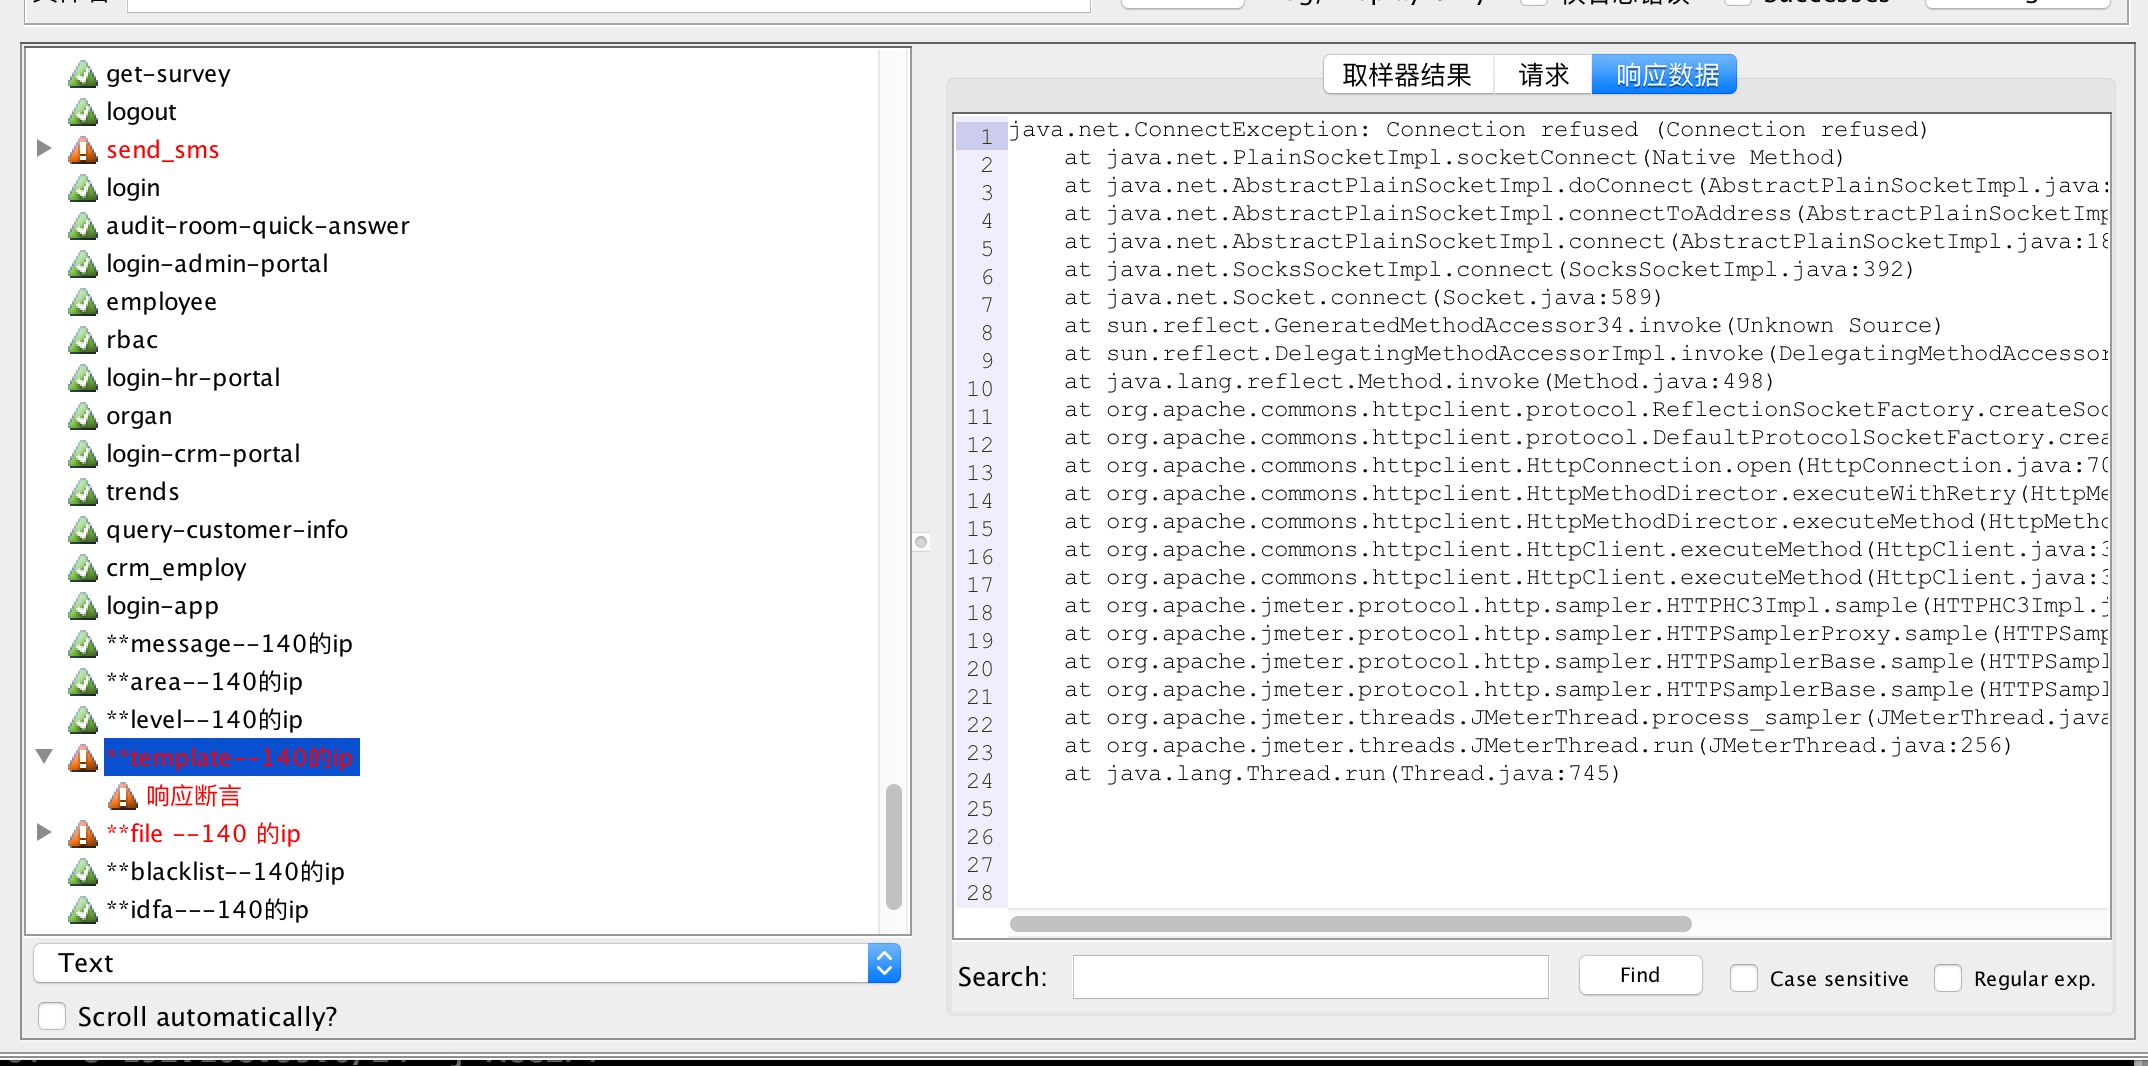 get-survey
logout
send_sms
login
audit-room-quick-answer
login-admin-portal
employee
rbac
login-hr-portal
organ
login-crm-portal
trends
query-customer-info
crm_employ
login-app
**message--140的ip
**area--140的ip
**level--140的ip
**template--140的ip
响应断言
**file --140 的ip
**blacklist--140的ip
**idfa---140的ip
Text
Scroll automatically?
取样器结果 请求 响应数据
1 java.net.ConnectException: Connection refused (Connection refused)
2 at java.net.PlainSocketImpl.socketConnect(Native Method)
3 at java.net.AbstractPlainSocketImpl.doConnect(AbstractPlainSocketImpl.java:
4 at java.net.AbstractPlainSocketImpl.connectToAddress(AbstractPlainSocketImp
5 at java.net.AbstractPlainSocketImpl.connect(AbstractPlainSocketImpl.java:18
6 at java.net.SocksSocketImpl.connect(SocksSocketImpl.java:392)
7 at java.net.Socket.connect(Socket.java:589)
8 at sun.reflect.GeneratedMethodAccessor34.invoke(Unknown Source)
9 at sun.reflect.DelegatingMethodAccessorImpl.invoke(DelegatingMethodAccessor
10 at java.lang.reflect.Method.invoke(Method.java:498)
11 at org.apache.commons.httpclient.protocol.ReflectionSocketFactory.createSoc
12 at org.apache.commons.httpclient.protocol.DefaultProtocolSocketFactory.crea
13 at org.apache.commons.httpclient.HttpConnection.open(HttpConnection.java:70
14 at org.apache.commons.httpclient.HttpMethodDirector.executeWithRetry(HttpMe
15 at org.apache.commons.httpclient.HttpMethodDirector.executeMethod(HttpMetho
16 at org.apache.commons.httpclient.HttpClient.executeMethod(HttpClient.java:3
17 at org.apache.commons.httpclient.HttpClient.executeMethod(HttpClient.java:3
18 at org.apache.jmeter.protocol.http.sampler.HTTPHC3Impl.sample(HTTPHC3Impl.j
19 at org.apache.jmeter.protocol.http.sampler.HTTPSamplerProxy.sample(HTTPSamp
20 at org.apache.jmeter.protocol.http.sampler.HTTPSamplerBase.sample(HTTPSampl
21 at org.apache.jmeter.protocol.http.sampler.HTTPSamplerBase.sample(HTTPSampl
22 at org.apache.jmeter.threads.JMeterThread.process_sampler(JMeterThread.java
23 at org.apache.jmeter.threads.JMeterThread.run(JMeterThread.java:256)
24 at java.lang.Thread.run(Thread.java:745)
25
26
27
28
Search: Find Case sensitive Regular exp.